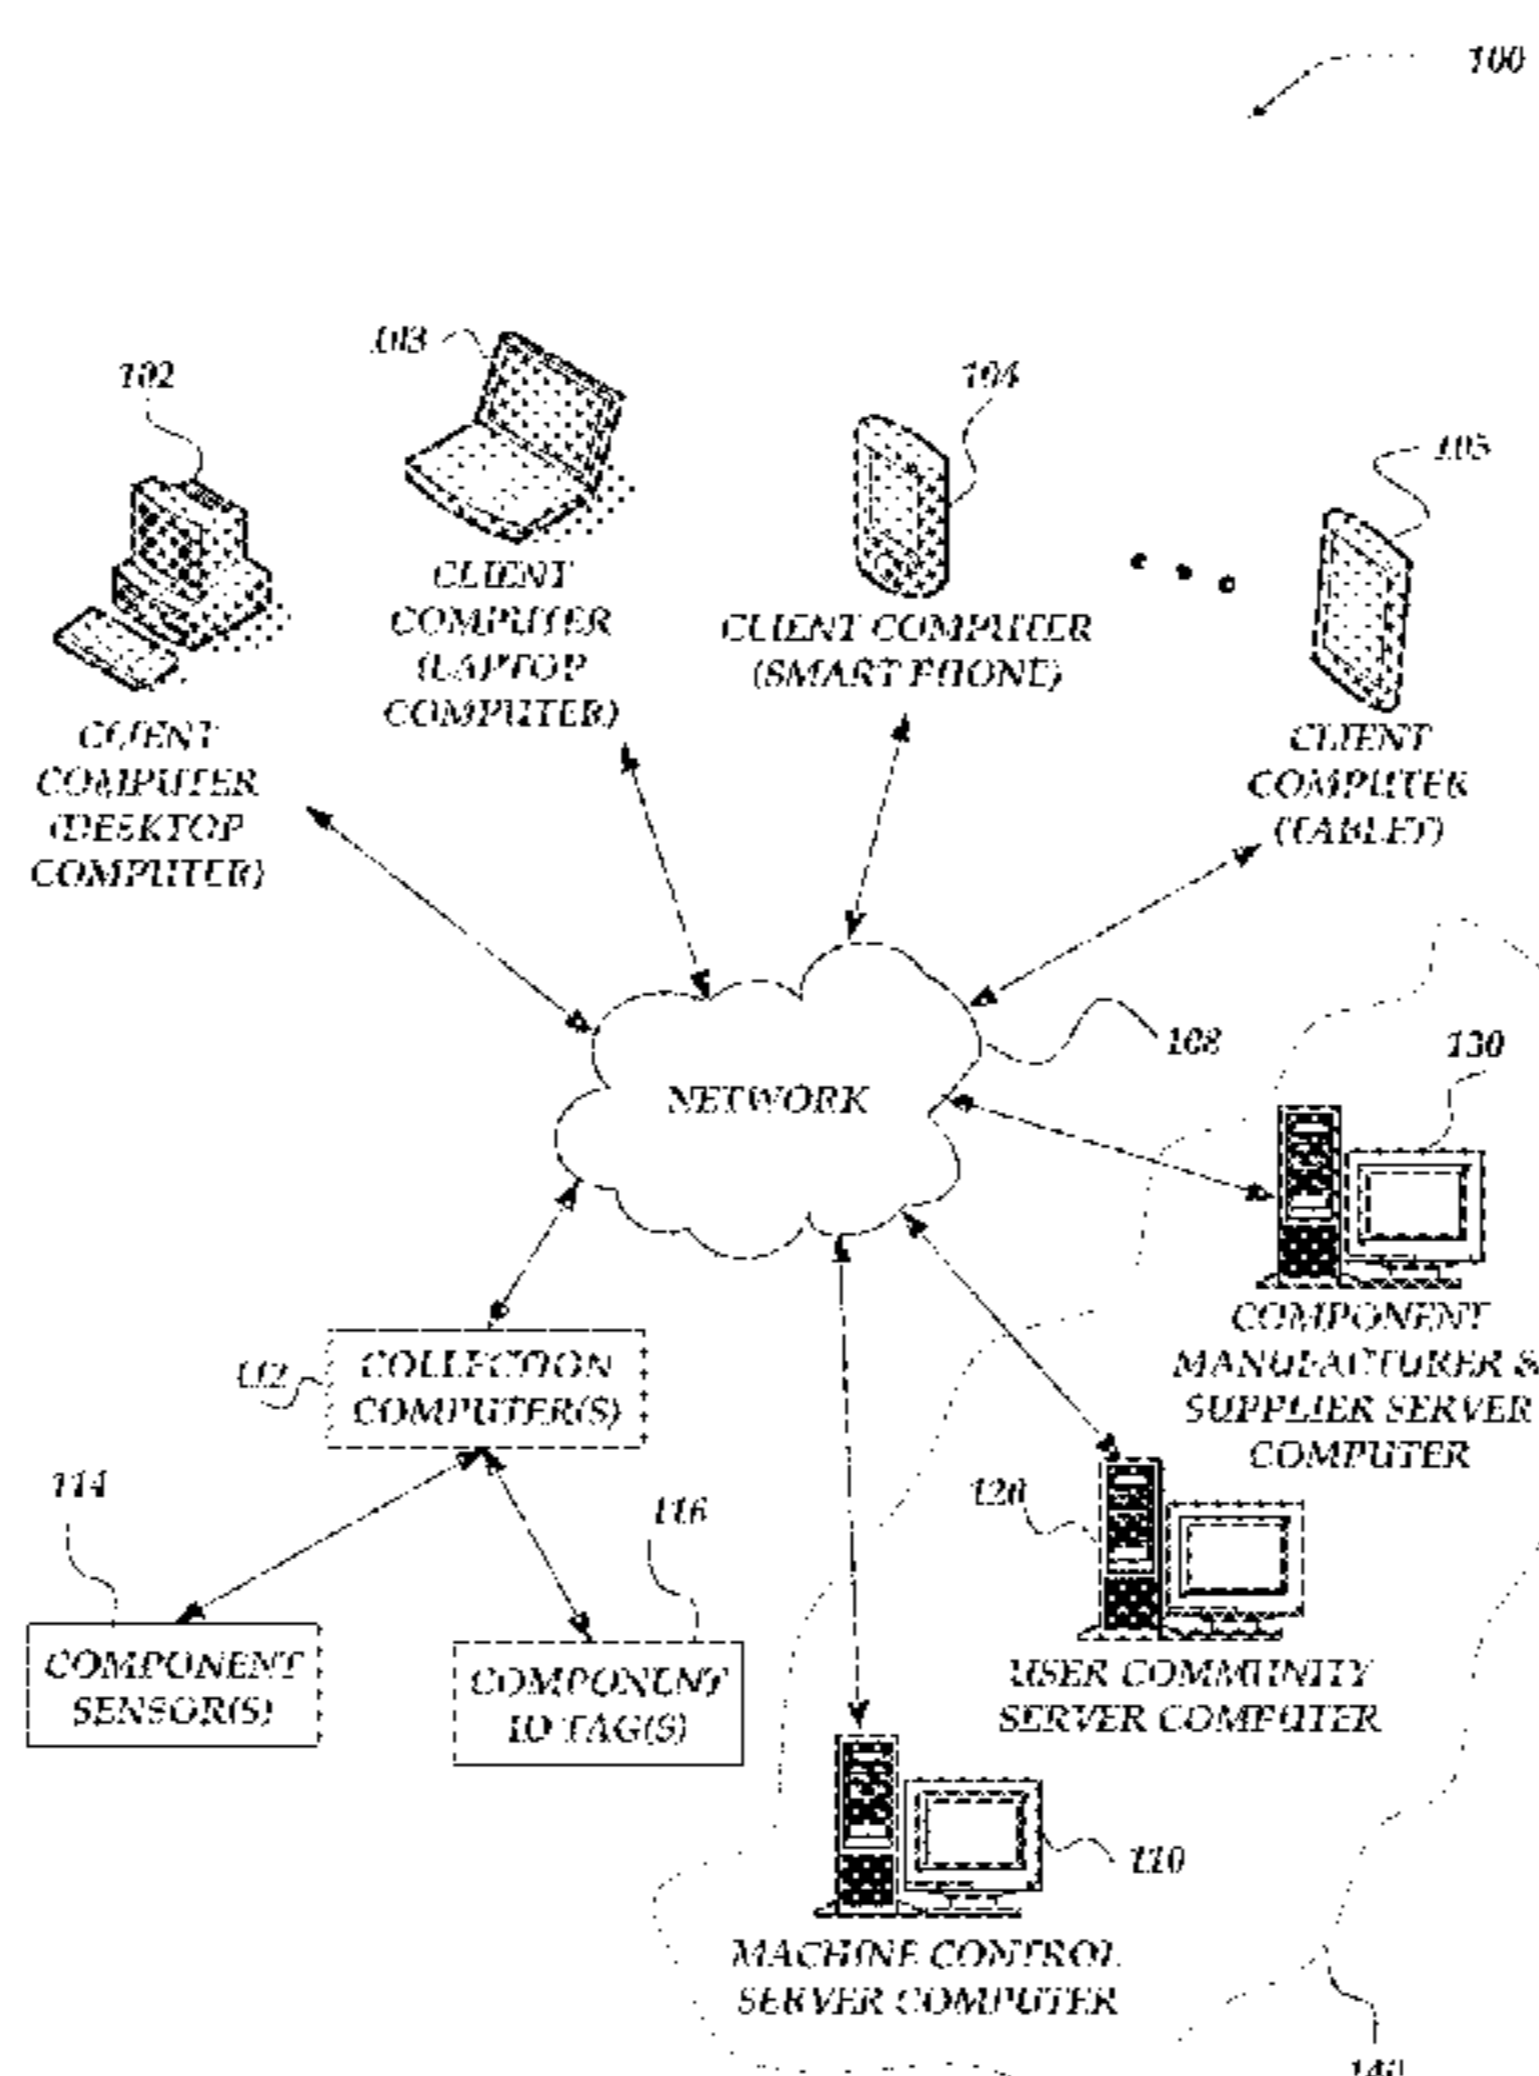 100
103
102
104
105
CLIENT
COMPUTER
(LAPTOP
COMPUTER)
CLIENT COMPUTER
(SMART PHONE)
CLIENT
COMPUTER
(DESKTOP
COMPUTER)
CLIENT
COMPUTER
(TABLET)
108
130
NETWORK
COMPONENT
MANUFACTURER &
SUPPLIER SERVER
COMPUTER
112
COLLECTION
COMPUTER(S)
114
116
120
COMPONENT
SENSOR(S)
COMPONENT
ID TAG(S)
USER COMMUNITY
SERVER COMPUTER
110
MACHINE CONTROL
SERVER COMPUTER
140